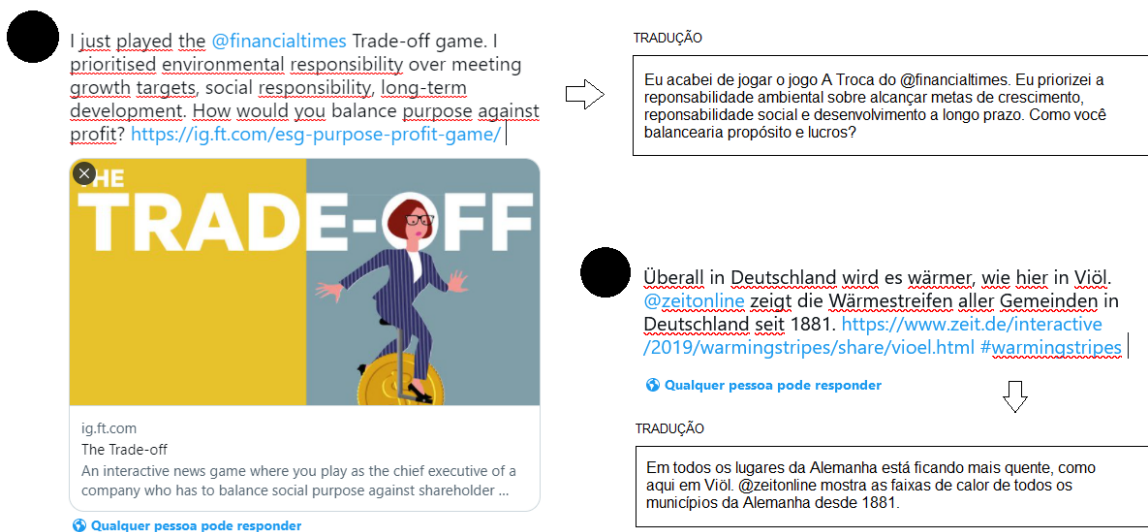 I just played the @financialtimes Trade-off game. I
prioritised environmental responsibility over meeting
growth targets, social responsibility, long-term
development. How would you balance purpose against
profit? https://ig.ft.com/esg-purpose-profit-game/
THE
TRADE-OFF
ig.ft.com
The Trade-off
An interactive news game where you play as the chief executive of a
company who has to balance social purpose against shareholder ...
Qualquer pessoa pode responder
TRADUÇÃO
Eu acabei de jogar o jogo A Troca do @financialtimes. Eu priorizei a
reponsabilidade ambiental sobre alcançar metas de crescimento,
reponsabilidade social e desenvolvimento a longo prazo. Como você
balancearia propósito e lucros?
Überall in Deutschland wird es wärmer, wie hier in Viöl.
@zeitonline zeigt die Wärmestreifen aller Gemeinden in
Deutschland seit 1881. https://www.zeit.de/interactive
/2019/warmingstripes/share/vioel.html #warmingstripes
Qualquer pessoa pode responder
TRADUÇÃO
Em todos os lugares da Alemanha está ficando mais quente, como
aqui em Viöl. @zeitonline mostra as faixas de calor de todos os
municípios da Alemanha desde 1881.